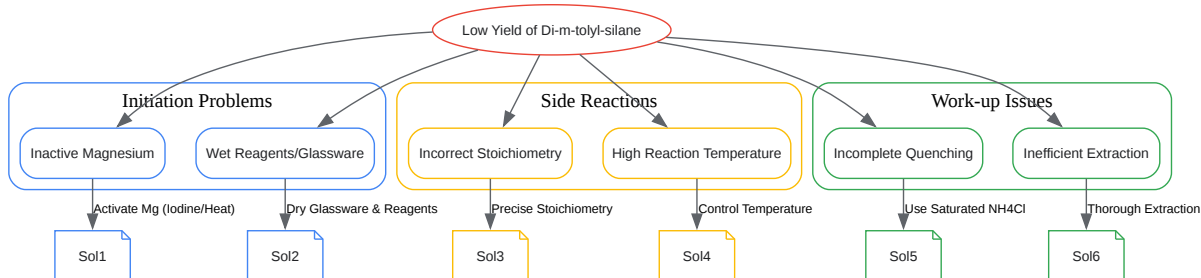 Low Yield of Di-m-tolyl-silane
Initiation Problems
Side Reactions
Work-up Issues
Inactive Magnesium
Wet Reagents/Glassware
Incorrect Stoichiometry
High Reaction Temperature
Incomplete Quenching
Inefficient Extraction
Activate Mg (Iodine/Heat)
Dry Glassware & Reagents
Precise Stoichiometry
Control Temperature
Use Saturated NH4Cl
Thorough Extraction
Sol1
Sol2
Sol3
Sol4
Sol5
Sol6